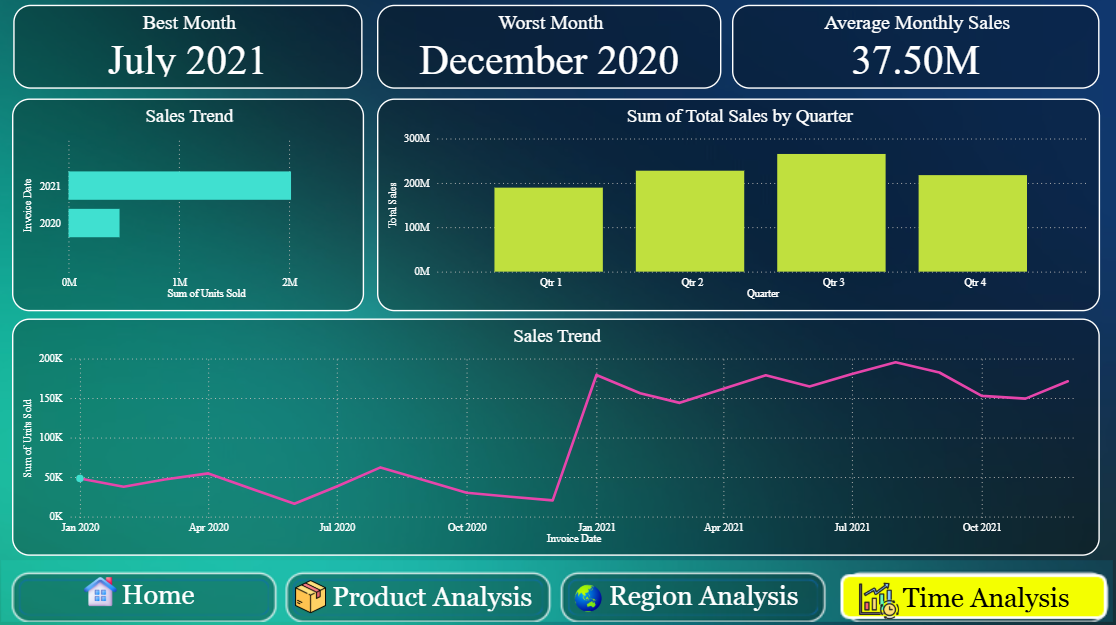 Best Month
July 2021
Worst Month
December 2020
Average Monthly Sales
37.50M
Sales Trend
Invoice Date
2021
2020
0M 1M 2M
Sum of Units Sold
Sum of Total Sales by Quarter
Total Sales
300M
200M
100M
0M
Qtr 1 Qtr 2 Qtr 3 Qtr 4
Quarter
Sales Trend
Sum of Units Sold
200K
150K
100K
50K
0K
Jan 2020 Apr 2020 Jul 2020 Oct 2020 Jan 2021 Apr 2021 Jul 2021 Oct 2021
Invoice Date
Home Product Analysis Region Analysis Time Analysis